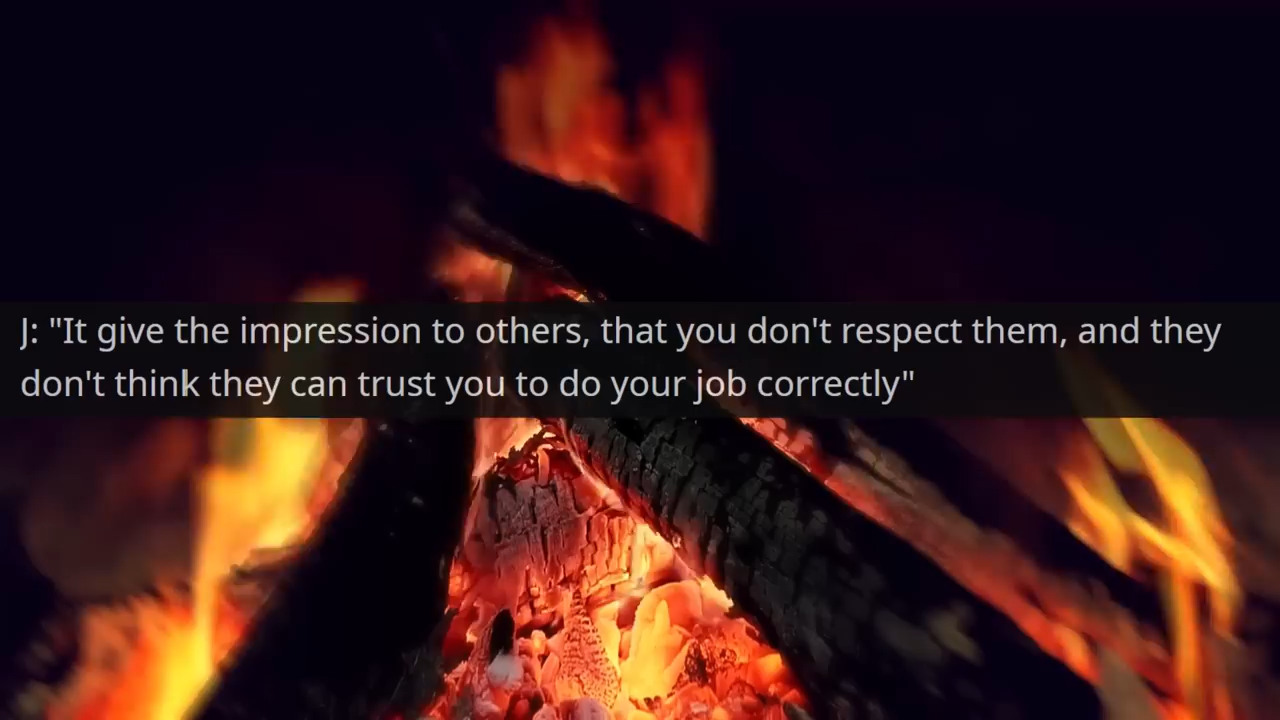 J: "It give the impression to others, that you don't respect them, and they
don't think they can trust you to do your job correctly"